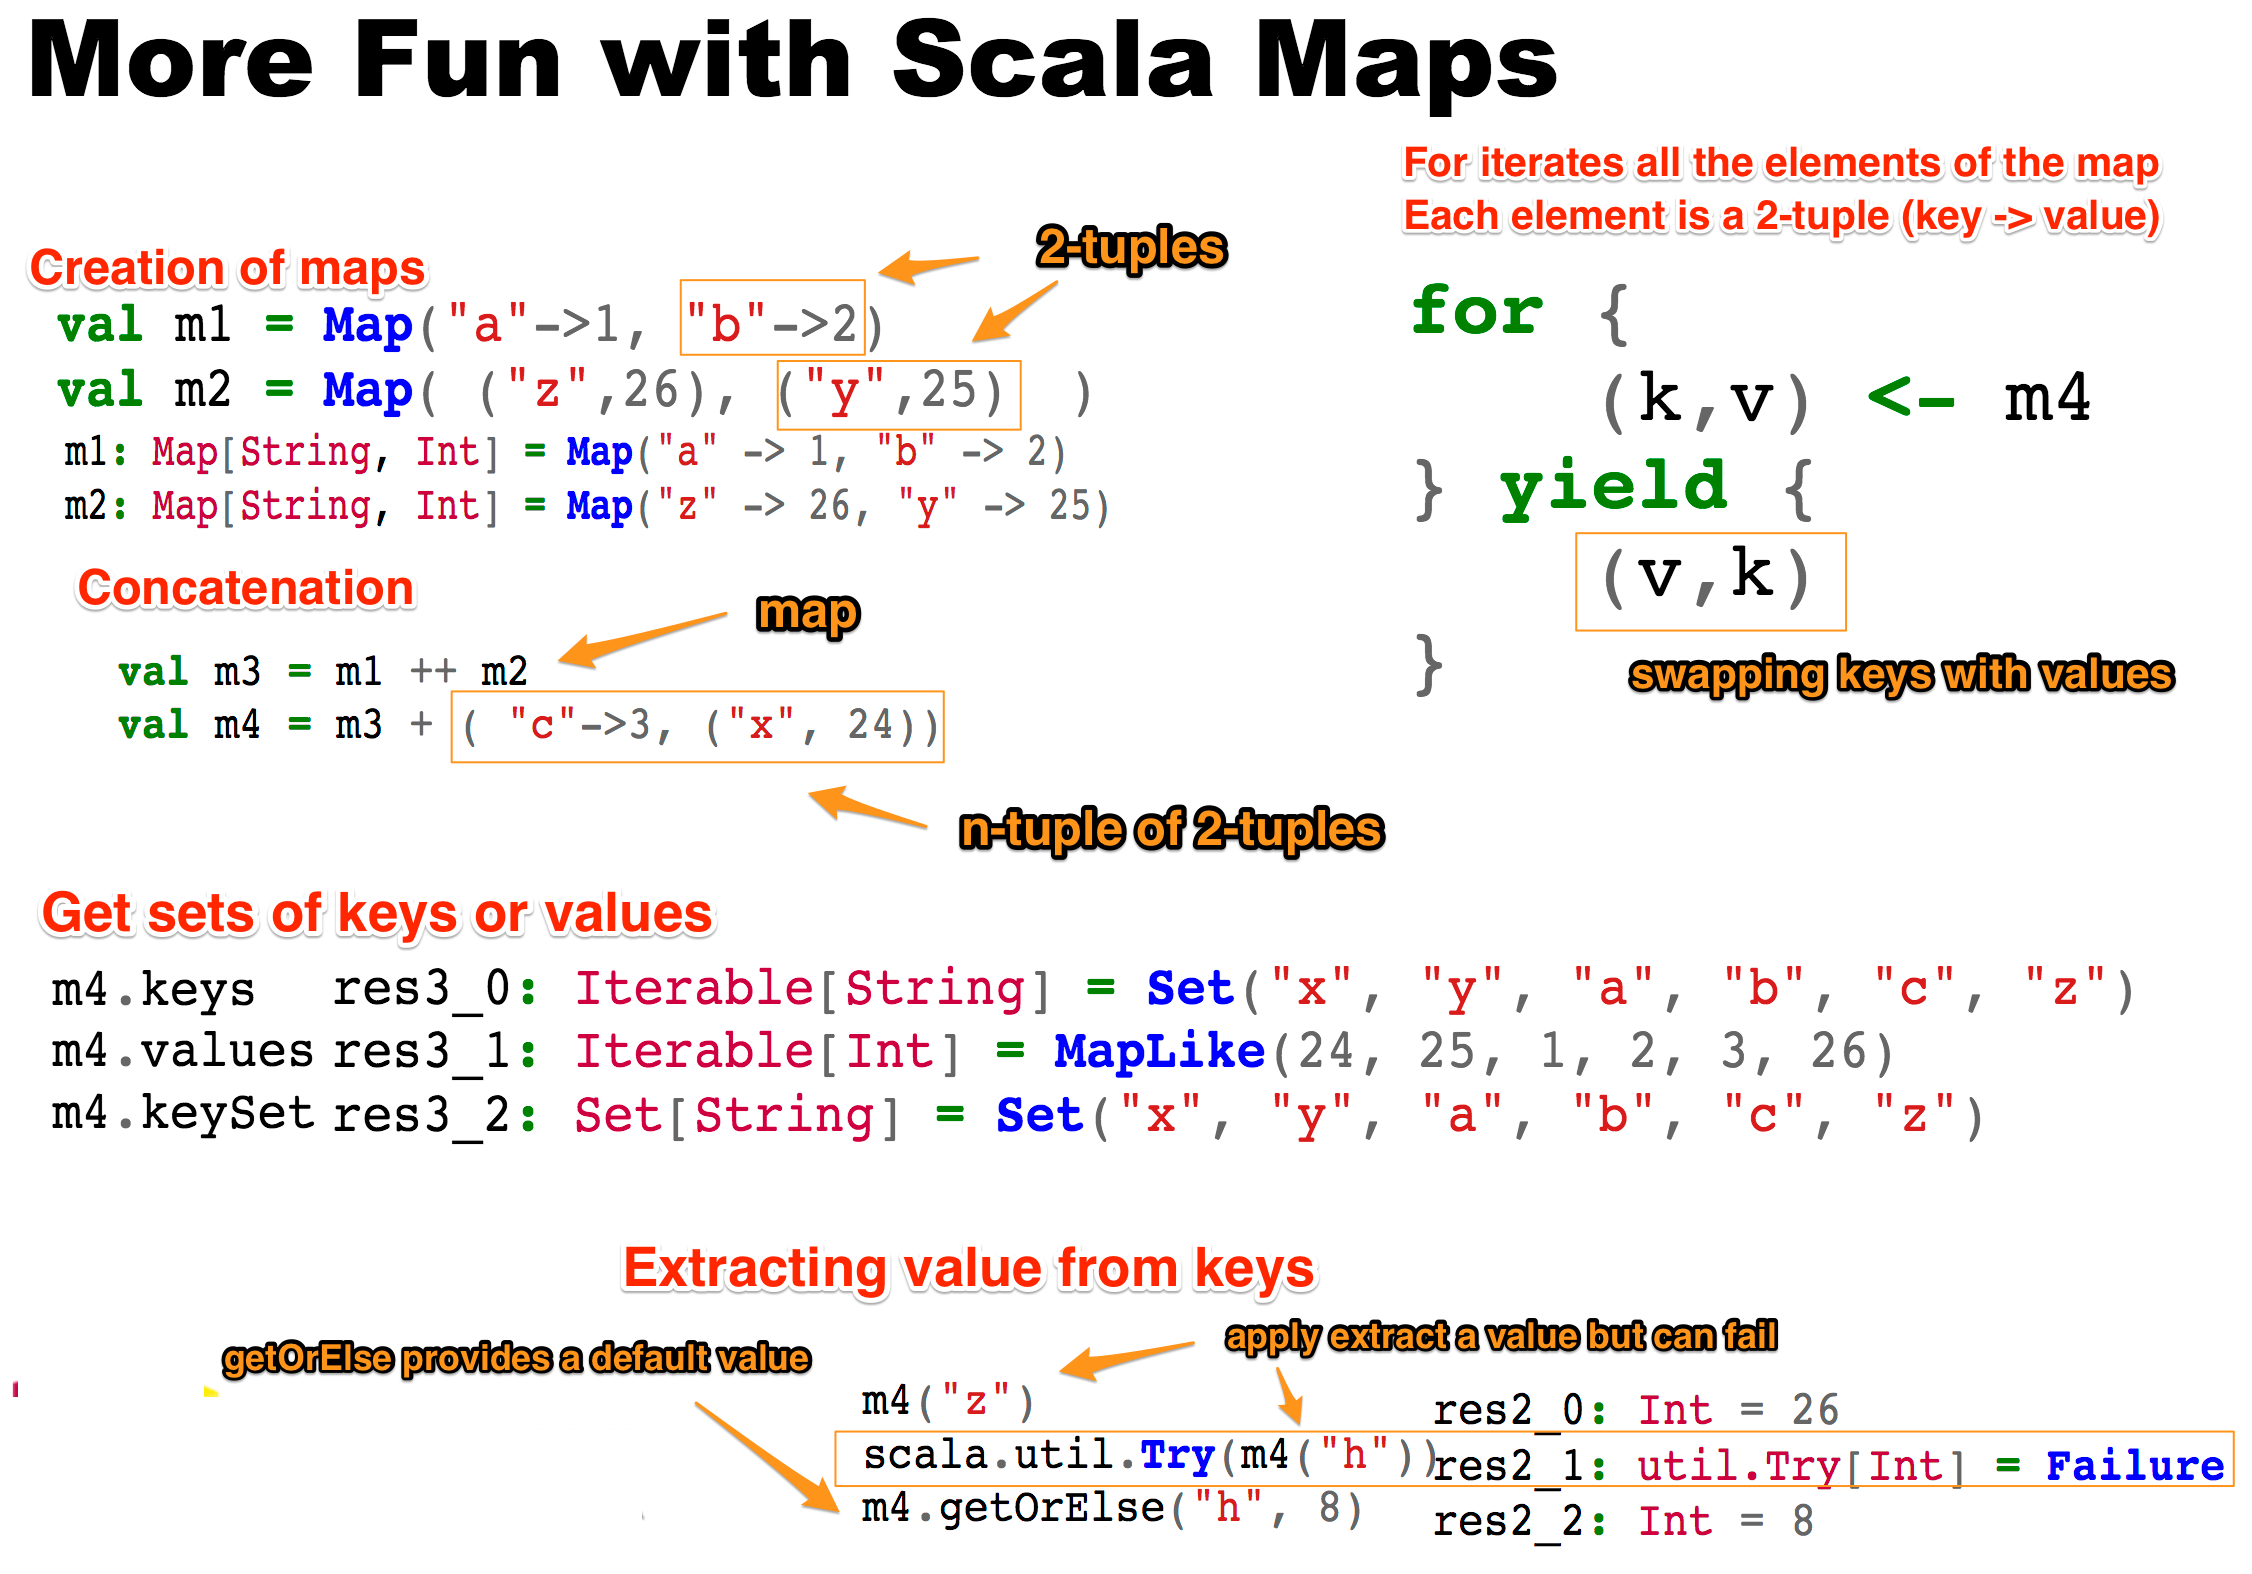 More Fun with Scala Maps
Creation of maps
2-tuples
val m1 = Map("a"->1, "b"->2)
val m2 = Map( ("z",26), ("y",25) )
m1: Map[String, Int] = Map("a" -> 1, "b" -> 2)
m2: Map[String, Int] = Map("z" -> 26, "y" -> 25)
Concatenation
map
val m3 = m1 ++ m2
val m4 = m3 + ( "c"->3, ("x", 24))
n-tuple of 2-tuples
For iterates all the elements of the map
Each element is a 2-tuple (key -> value)
for {
(k,v) <- m4
} yield {
(v,k)
}
swapping keys with values
Get sets of keys or values
m4.keys res3_0: Iterable[String] = Set("x", "y", "a", "b", "c", "z")
m4.values res3_1: Iterable[Int] = MapLike(24, 25, 1, 2, 3, 26)
m4.keySet res3_2: Set[String] = Set("x", "y", "a", "b", "c", "z")
Extracting value from keys
apply extract a value but can fail
getOrElse provides a default value
m4("z") res2_0: Int = 26
scala.util.Try(m4("h")) res2_1: util.Try[Int] = Failure
m4.getOrElse("h", 8) res2_2: Int = 8